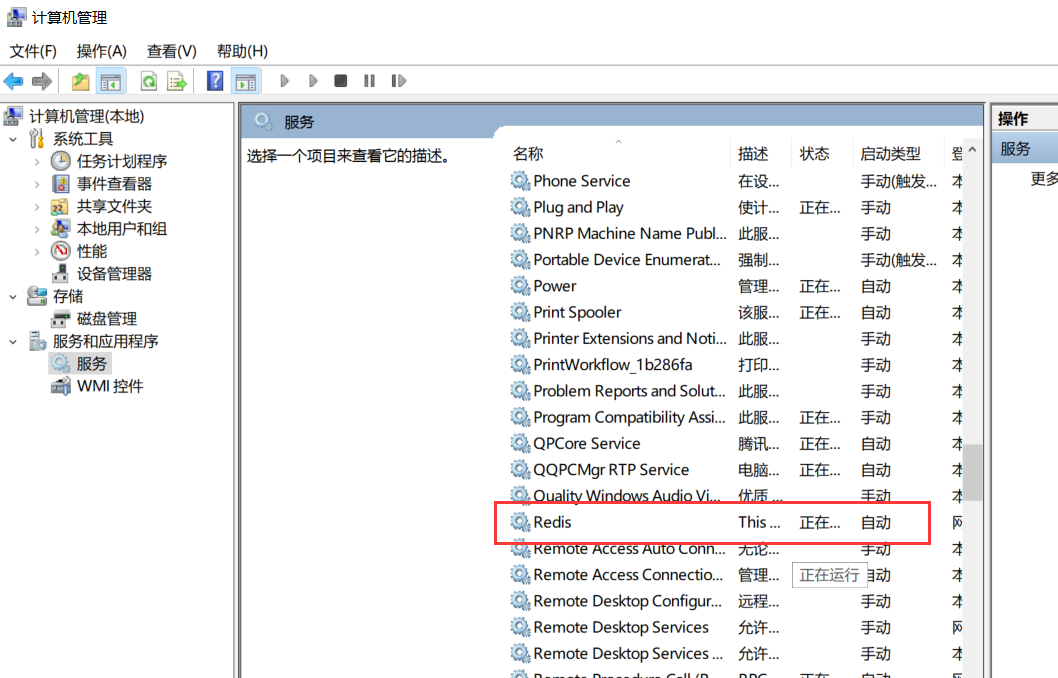 计算机管理
文件(F) 操作(A) 查看(V) 帮助(H)
计算机管理(本地)
系统工具
任务计划程序
事件查看器
共享文件夹
本地用户和组
性能
设备管理器
存储
磁盘管理
服务和应用程序
服务
WMI 控件
服务
选择一个项目来查看它的描述。
名称 描述 状态 启动类型 登
Phone Service 在设... 手动(触发... 本
Plug and Play 使计... 正在... 手动 本
PNRP Machine Name Publ... 此服... 手动 本
Portable Device Enumerat... 强制... 手动(触发... 本
Power 管理... 正在... 自动 本
Print Spooler 该服... 正在... 自动 本
Printer Extensions and Noti... 此服... 手动 本
PrintWorkflow_1b286fa 打印... 手动 本
Problem Reports and Solut... 此服... 手动 本
Program Compatibility Assi... 此服... 正在... 手动 本
QPCore Service 腾讯... 正在... 自动 本
QQPCMgr RTP Service 电脑... 正在... 自动 本
Quality Windows Audio Vi... 优质 ... 手动 本
Redis This ... 正在... 自动 网
Remote Access Auto Conn... 无论... 手动 本
Remote Access Connectio... 管理... 正在运行 自动 本
Remote Desktop Configur... 远程... 手动 本
Remote Desktop Services 允许... 手动 网
Remote Desktop Services ... 允许... 手动 本
Remote Procedure Call (R... RPC... 正在... 自动 网
操作
服务
更多